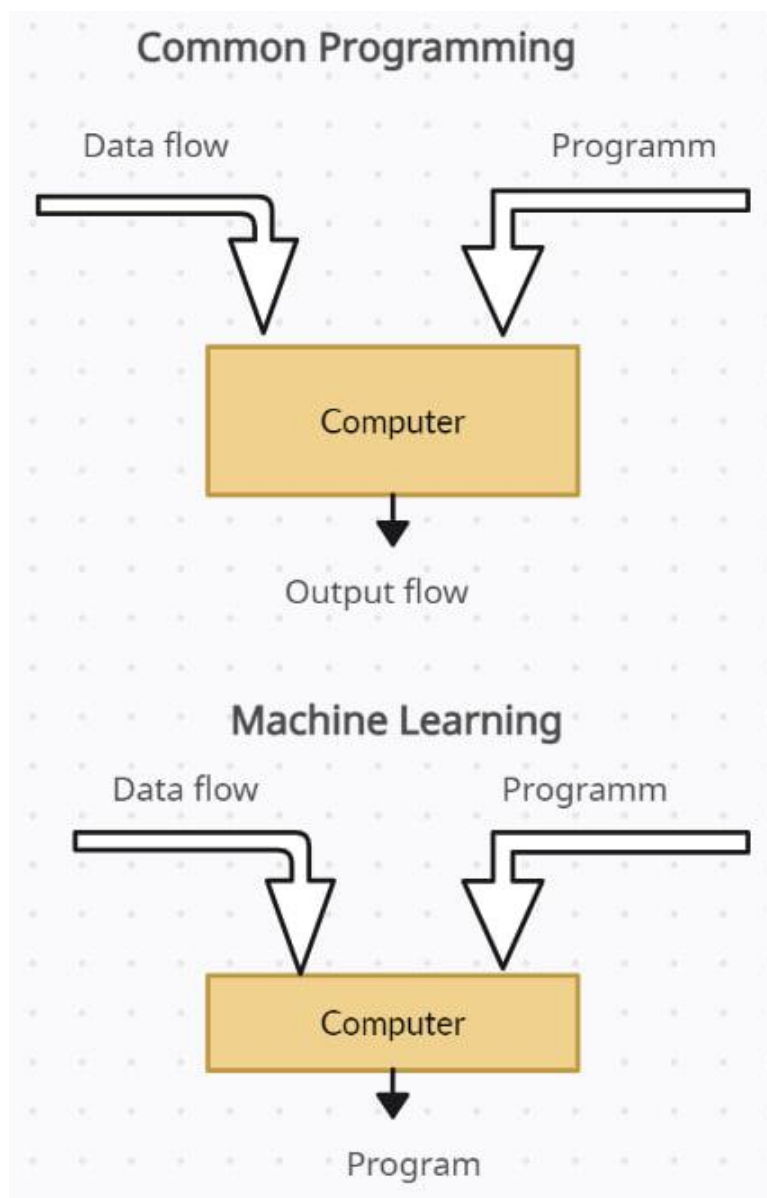 Common Programming
Data flow
Programm
Computer
Output flow
Machine Learning
Data flow
Programm
Computer
Program